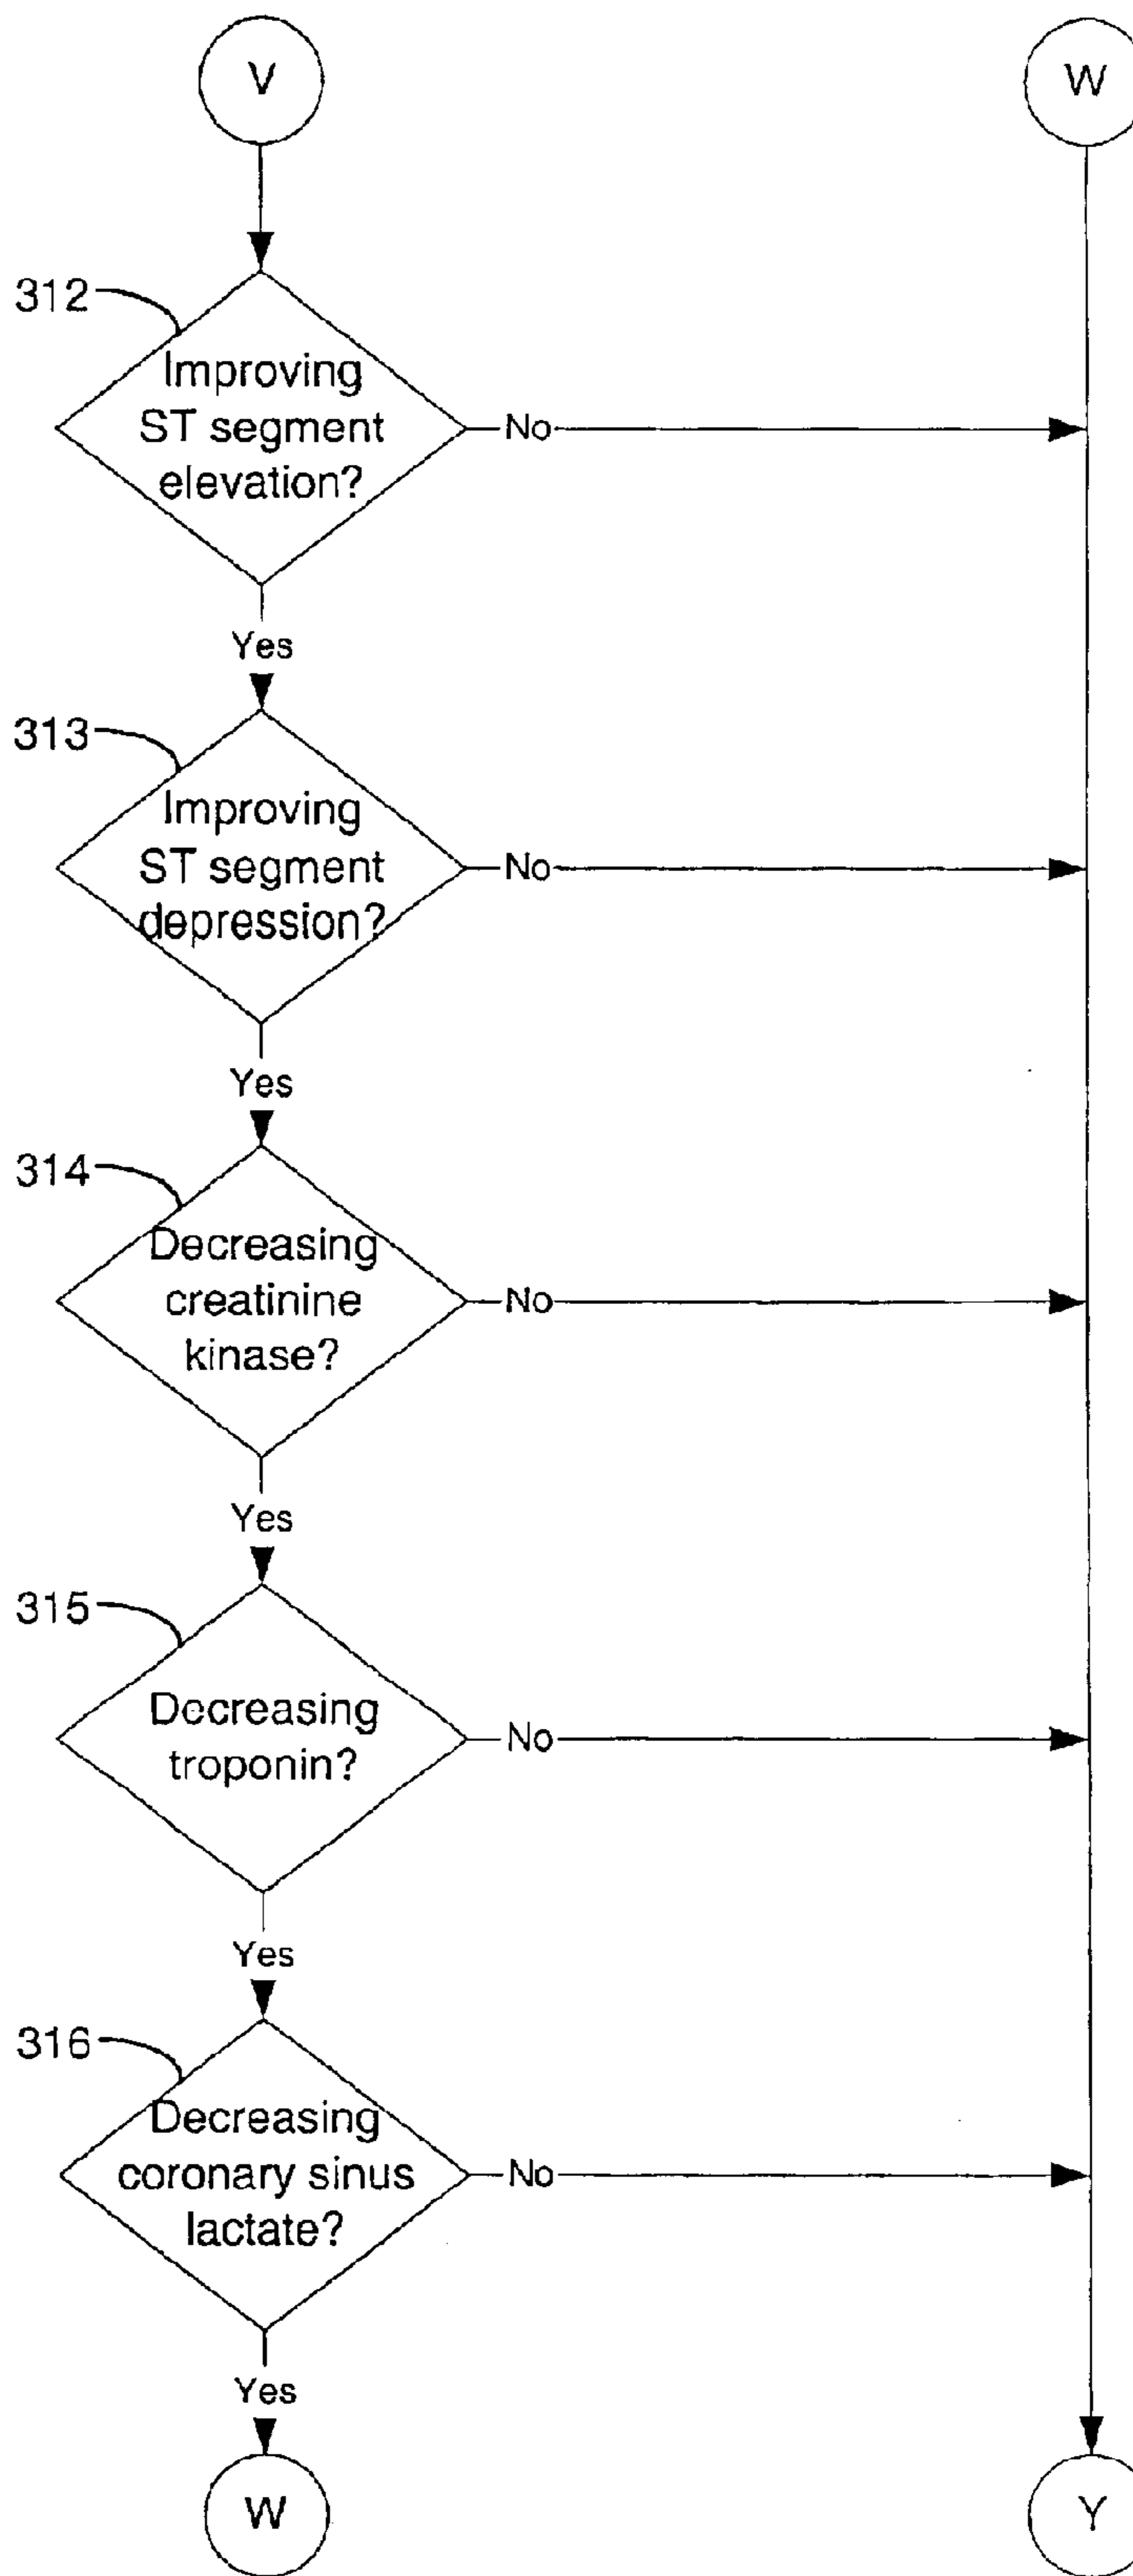 V
W
312
Improving
ST segment
elevation?
No
Yes
313
Improving
ST segment
depression?
No
Yes
314
Decreasing
creatinine
kinase?
No
Yes
315
Decreasing
troponin?
No
Yes
316
Decreasing
coronary sinus
lactate?
No
Yes
W
Y